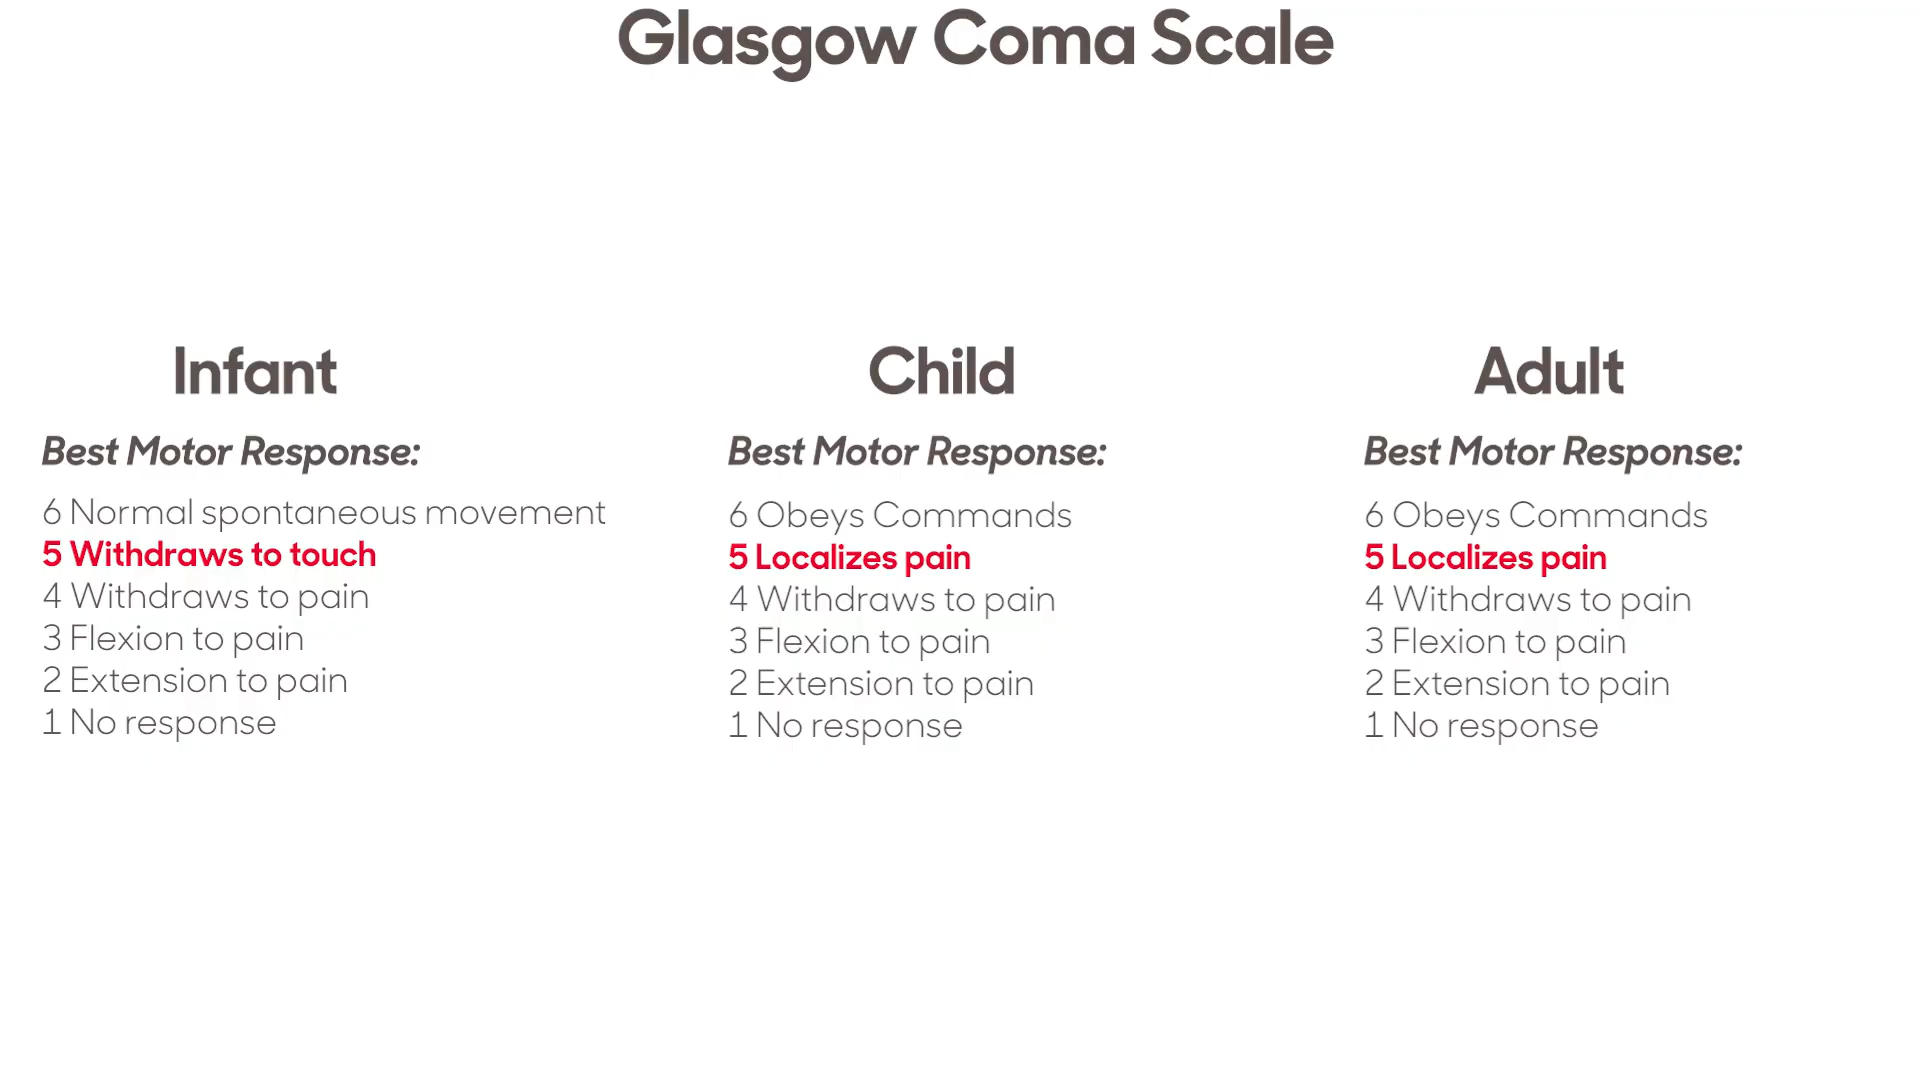 Glasgow Coma Scale
Infant
Best Motor Response:
6 Normal spontaneous movement
5 Withdraws to touch
4 Withdraws to pain
3 Flexion to pain
2 Extension to pain
1 No response
Child
Best Motor Response:
6 Obeys Commands
5 Localizes pain
4 Withdraws to pain
3 Flexion to pain
2 Extension to pain
1 No response
Adult
Best Motor Response:
6 Obeys Commands
5 Localizes pain
4 Withdraws to pain
3 Flexion to pain
2 Extension to pain
1 No response